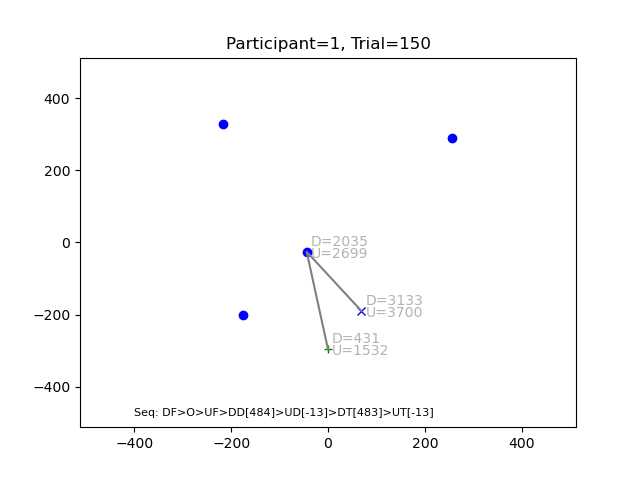 Participant=1, Trial=150
400
200
0
−200
−400
D=2035
U=2699
D=3133
U=3700
D=431
U=1532
Seq: DF>O>UF>DD[484]>UD[-13]>DT[483]>UT[-13]
−400
−200
0
200
400